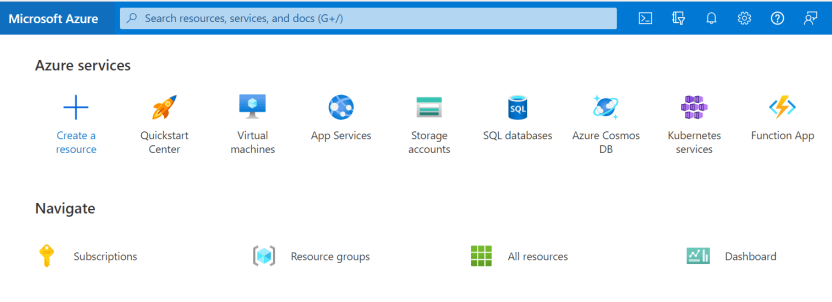 Microsoft Azure
Search resources, services, and docs (G+/)
Azure services
Create a
resource
Quickstart
Center
Virtual
machines
App Services
Storage
accounts
SQL
SQL databases
Azure Cosmos
DB
Kubernetes
services
Function App
Navigate
Subscriptions
Resource groups
All resources
Dashboard